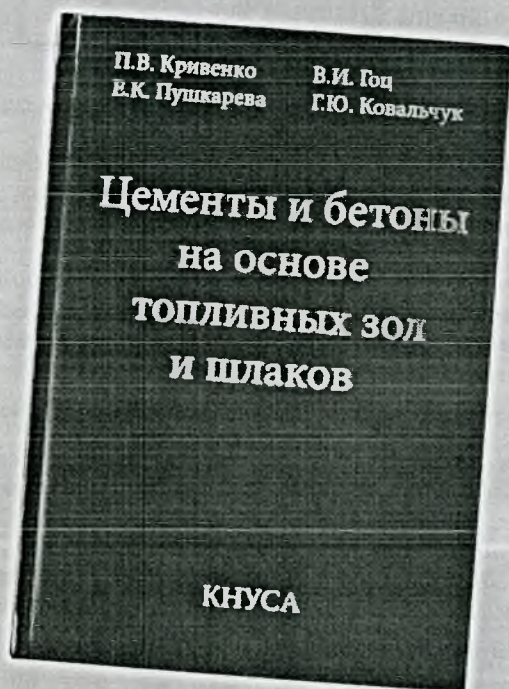 П.В. Кривенко В.И. Гоц
Е.К. Пушкарева Г.Ю. Ковальчук
Цементы и бетоны
на основе
топливных зол
и шлаков
КНУСА